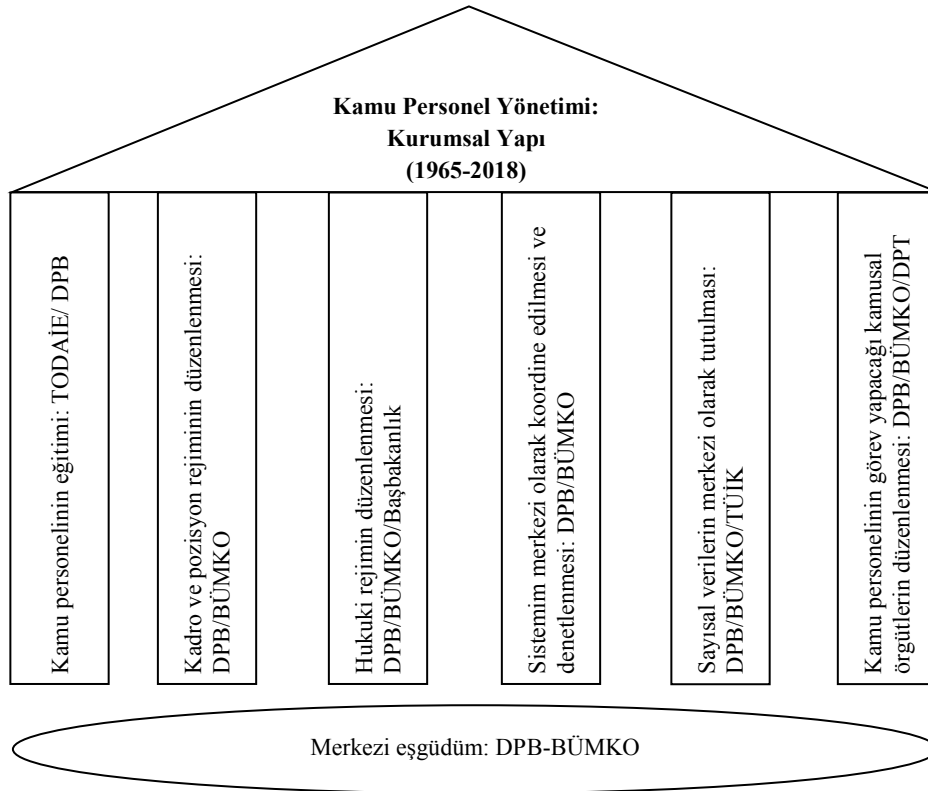 Kamu Personel Yönetimi:
Kurumsal Yapı
(1965-2018)
Kamu personelinin eğitimi: TODAİE/ DPB
Kadro ve pozisyon rejiminin düzenlenmesi:
DPB/BÜMKO
Hukuki rejimin düzenlenmesi:
DPB/BÜMKO/Başbakanlık
Sistemim merkezi olarak koordine edilmesi ve
denetlenmesi: DPB/BÜMKO
Sayısal verilerin merkezi olarak tutulması:
DPB/BÜMKO/TÜİK
Kamu personelinin görev yapacağı kamusal
örgütlerin düzenlenmesi: DPB/BÜMKO/DPT
Merkezi eşgüdüm: DPB-BÜMKO